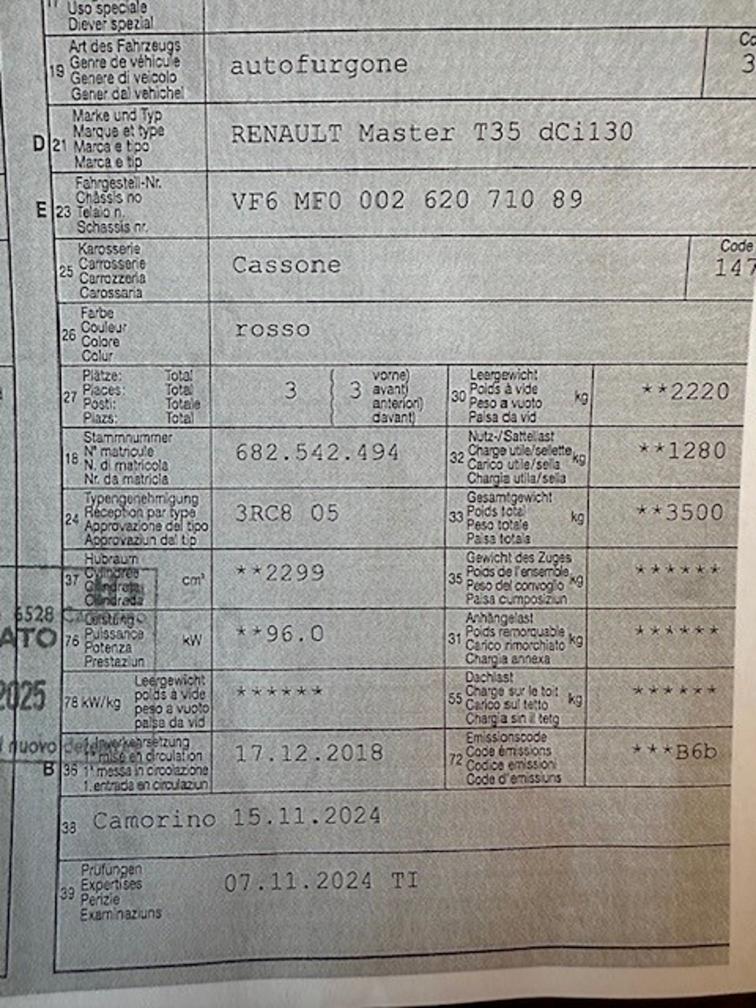 Uso speciale
Diever spezial
19 Art des Fahrzeugs
Genre de véhicule
Genere di veicolo
Gener dal vehichel
autofurgone
3
D 21 Marke und Typ
Marque et type
Marca e tipo
Marca e tip
RENAULT Master T35 dCi130
E 23 Fahrgestell-Nr.
Châssis no
Telaio n.
Schassis nr.
VF6 MF0 002 620 710 89
25 Karosserie
Carrosserie
Carrozzeria
Carossaria
Cassone
Code
147
26 Farbe
Couleur
Colore
Colur
rosso
27 Plätze: Total
Places: Total
Posti: Totale
Plazs: Total
3 ( 3 vorne)
avant)
anteriori)
davant)
30 Leergewicht
Poids à vide
Peso a vuoto
Paisa da vid
kg
**2220
18 Stammnummer
N° matricule
N. di matricola
Nr. da matricla
682.542.494
32 Nutz-/Sattellast
Charge utile/sellette
Carico utile/sella
Chargia utila/sella
kg
**1280
24 Typengenehmigung
Réception par type
Approvazione del tipo
Approvaziun dal tip
3RC8 05
33 Gesamtgewicht
Poids total
Peso totale
Paisa totala
kg
**3500
37 Hubraum
Cylindrée
Cilindrata
Cilindrada
cm³
**2299
35 Gewicht des Zuges
Poids de l'ensemble
Peso del convoglio
Paisa cumposiziun
kg
******
6528
ATO
76 Leistung
Puissance
Potenza
Prestaziun
kW
**96.0
31 Anhängelast
Poids remorquable
Carico rimorchiato
Chargia annexa
kg
******
2025
78 kW/kg Leergewicht
poids à vide
peso a vuoto
paisa da vid
******
55 Dachlast
Charge sur le toit
Carico sul tetto
Chargia sin il tetg
kg
******
nuovo
B 36 1. Inverkehrsetzung
1re mise en circulation
1a messa in circolazione
1. entrada en circulaziun
17.12.2018
72 Emissionscode
Code émissions
Codice emissioni
Code d'emissiuns
***B6b
38 Camorino 15.11.2024
39 Prüfungen
Expertises
Perizie
Examinaziuns
07.11.2024 TI